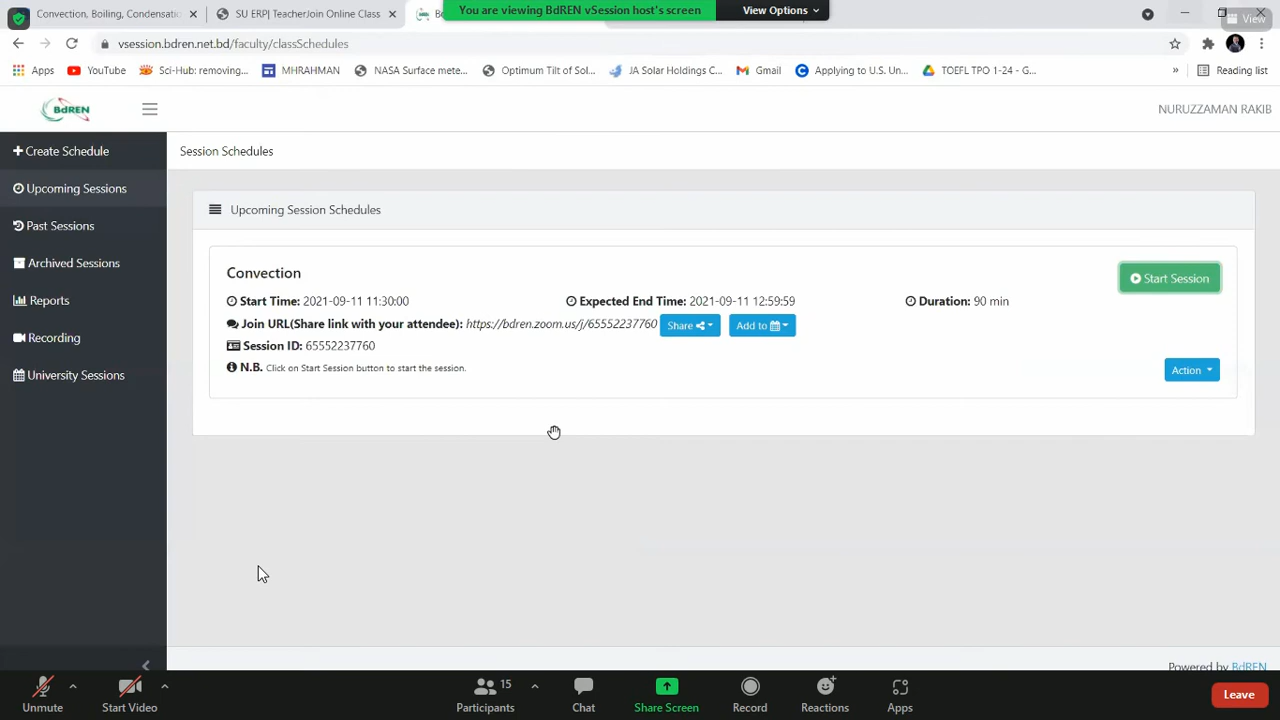 You are viewing BdREN vSession host's screen
View Options
View
Convection, Boiling, Condensatio
SU ERP| TeacherJoin Online Class
vsession.bdren.net.bd/faculty/classSchedules
Apps
YouTube
Sci-Hub: removing...
MHRAHMAN
NASA Surface mete...
Optimum Tilt of Sol...
JA Solar Holdings C...
Gmail
Applying to U.S. Un...
TOEFL TPO 1-24 - G...
»
Reading list
BdREN
NURUZZAMAN RAKIB
Create Schedule
Session Schedules
Upcoming Sessions
Past Sessions
Archived Sessions
Reports
Recording
University Sessions
Upcoming Session Schedules
Convection
Start Session
Start Time: 2021-09-11 11:30:00
Expected End Time: 2021-09-11 12:59:59
Duration: 90 min
Join URL(Share link with your attendee): https://bdren.zoom.us/j/65552237760
Share
Add to
Session ID: 65552237760
N.B. Click on Start Session button to start the session.
Action
Powered by BdREN
Unmute
Start Video
15
Participants
Chat
Share Screen
Record
Reactions
Apps
Leave